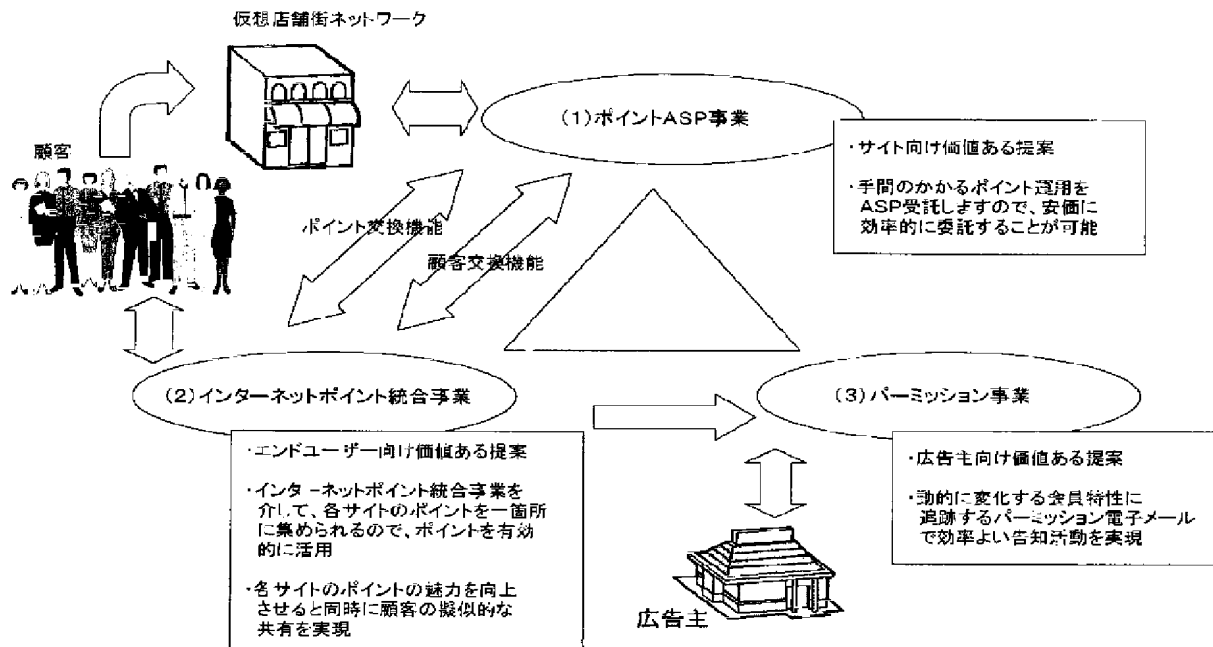 仮想店舗街ネットワーク
(1)ポイントASP事業
顧客
・サイト向け価値ある提案
・手間のかかるポイント運用を
ASP受託しますので、安価に
効率的に委託することが可能
ポイント交換機能
顧客交換機能
(2)インターネットポイント統合事業
(3)パーミッション事業
・エンドユーザー向け価値ある提案
・インターネットポイント統合事業を
介して、各サイトのポイントを一箇所
に集められるので、ポイントを有効
的に活用
・各サイトのポイントの魅力を向上
させると同時に顧客の擬似的な
共有を実現
・広告主向け価値ある提案
・動的に変化する会員特性に
追跡するパーミッション電子メール
で効率よい告知活動を実現
広告主